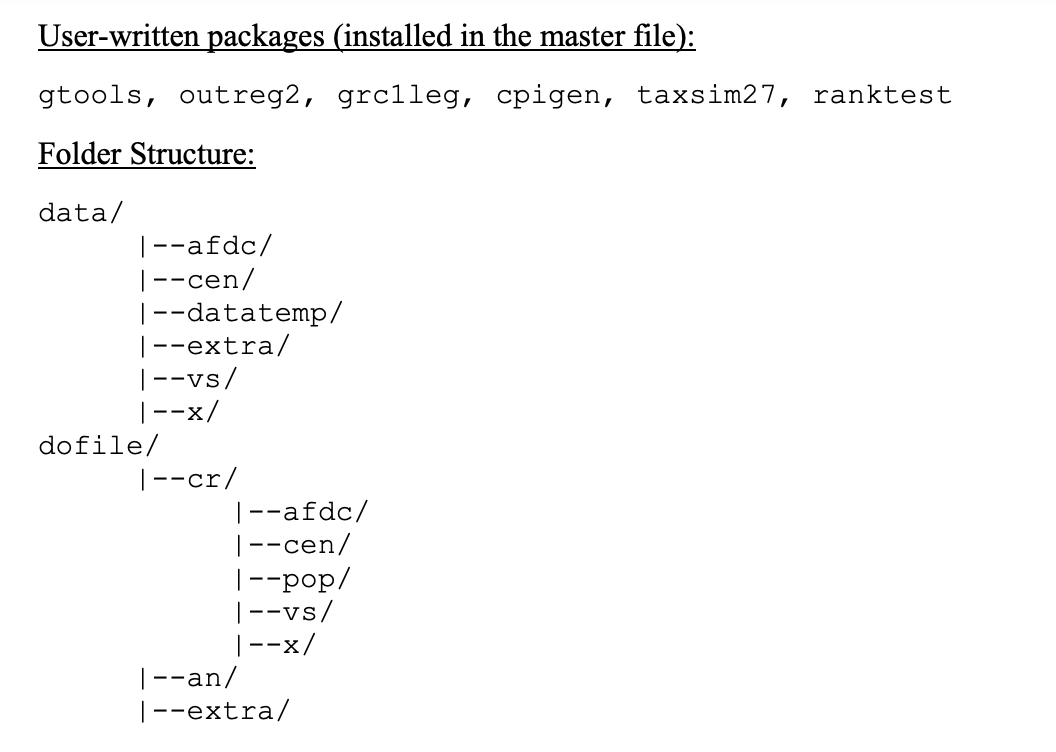 User-written packages (installed in the master file):
gtools, outreg2, grc1leg, cpigen, taxsim27, ranktest
Folder Structure:
data/
|--afdc/
|--cen/
|--datatemp/
|--extra/
|--vs/
|--x/
dofile/
|--cr/
|--afdc/
|--cen/
|--pop/
|--vs/
|--x/
|--an/
|--extra/